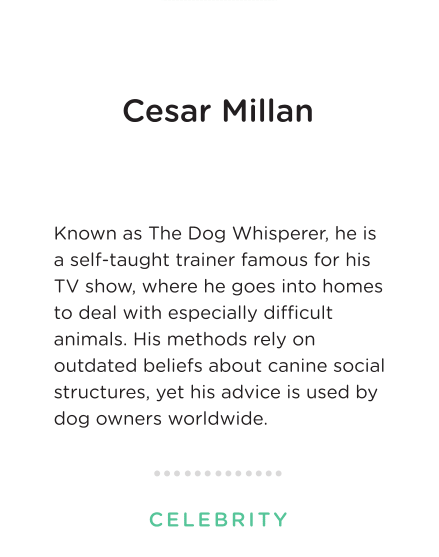 Cesar Millan
Known as The Dog Whisperer, he is
a self-taught trainer famous for his
TV show, where he goes into homes
to deal with especially difficult
animals. His methods rely on
outdated beliefs about canine social
structures, yet his advice is used by
dog owners worldwide.
CELEBRITY